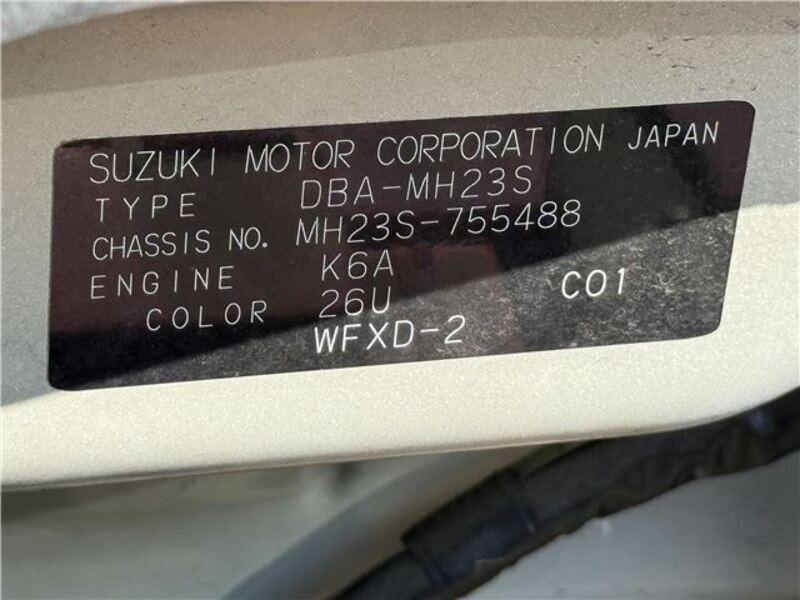 SUZUKI MOTOR CORPORATION JAPAN
TYPE DBA-MH23S
CHASSIS NO. MH23S-755488
ENGINE K6A
COLOR 26U C01
WFXD-2